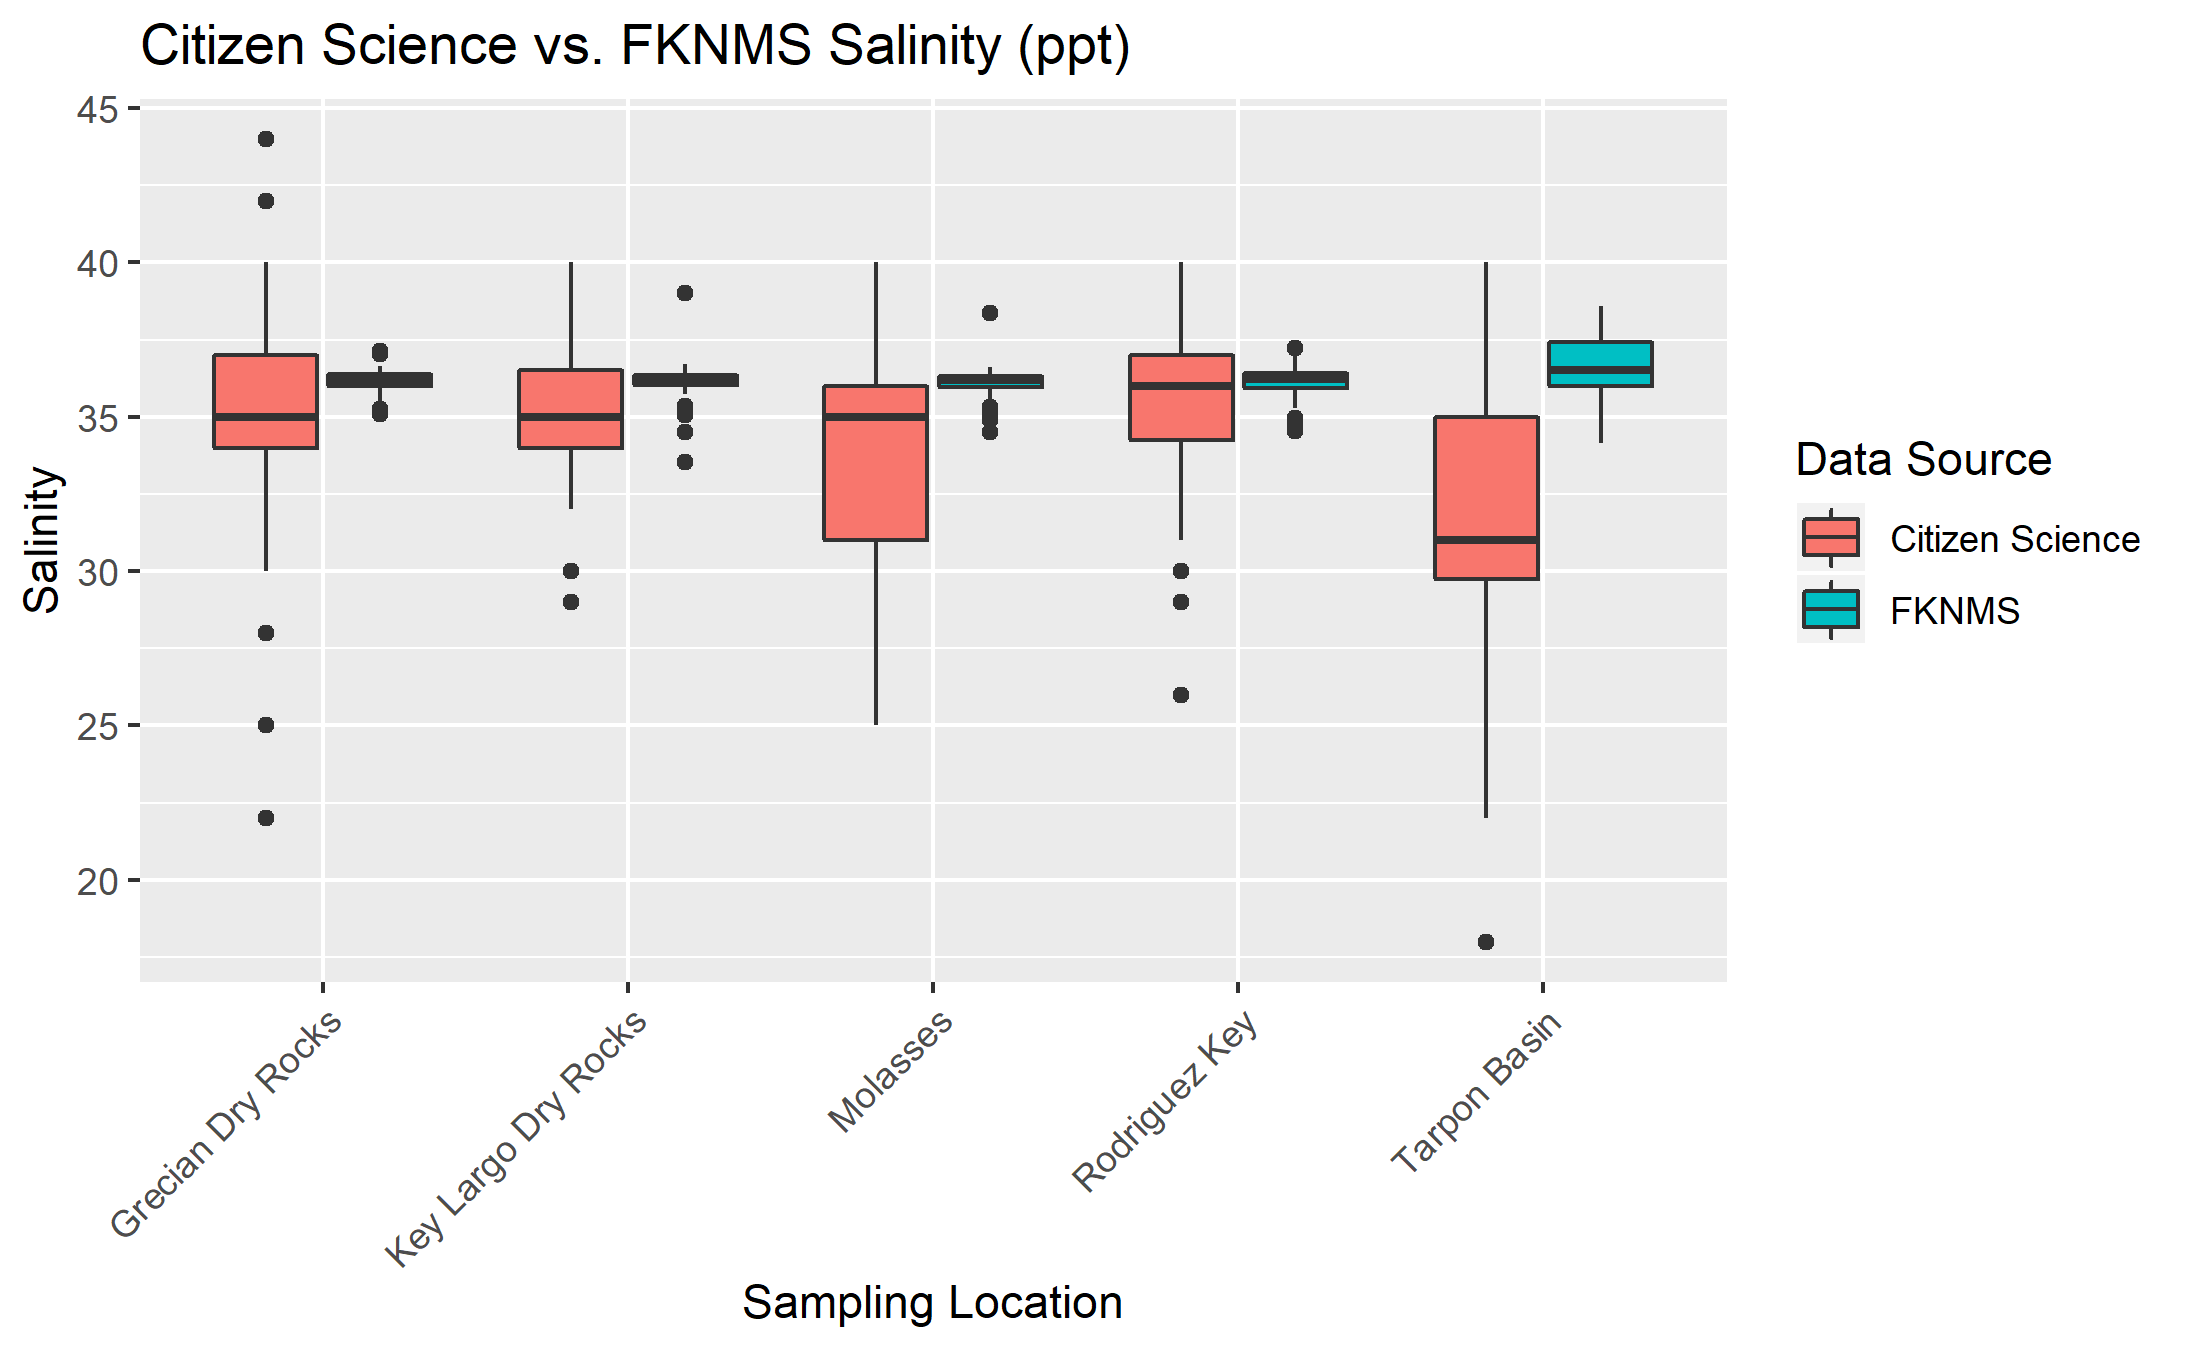 Citizen Science vs. FKNMS Salinity (ppt)
45
40
35
30
25
20
Salinity
Grecian Dry Rocks
Key Largo Dry Rocks
Molasses
Rodriguez Key
Tarpon Basin
Sampling Location
Data Source
Citizen Science
FKNMS